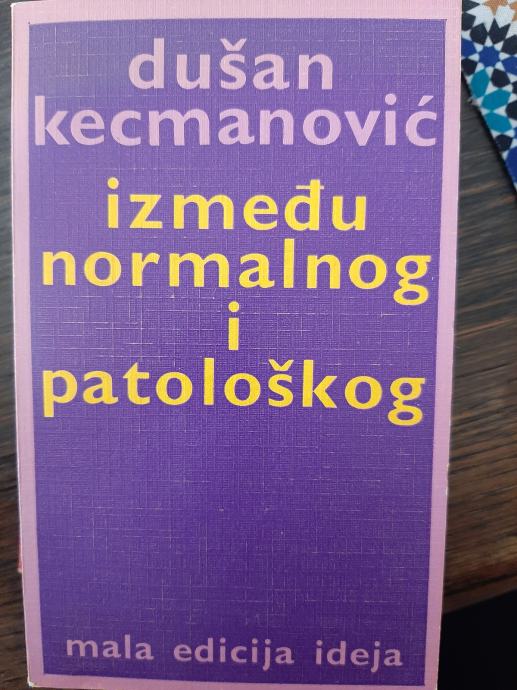 dušan
kecmanović
između
normalnog
i
patološkog
mala edicija ideja